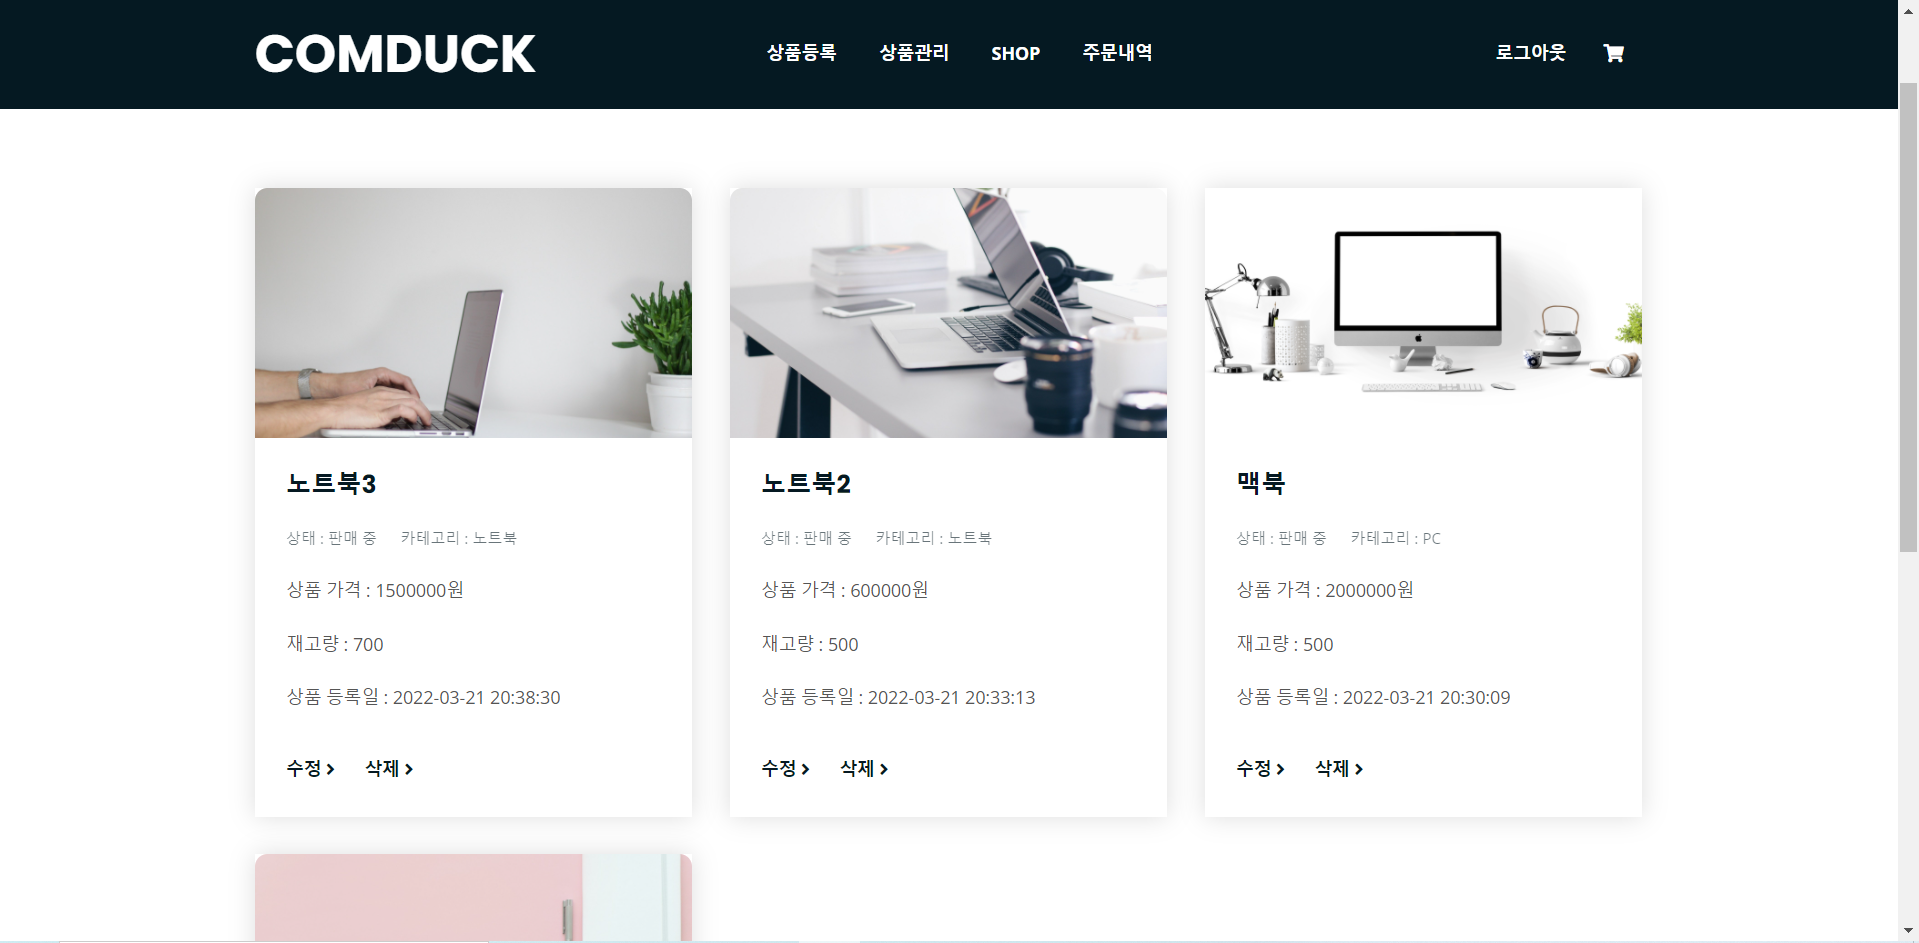 COMDUCK
상품등록 상품관리 SHOP 주문내역
로그아웃
노트북3
상태 : 판매 중 카테고리 : 노트북
상품 가격 : 1500000원
재고량 : 700
상품 등록일 : 2022-03-21 20:38:30
수정 삭제
노트북2
상태 : 판매 중 카테고리 : 노트북
상품 가격 : 600000원
재고량 : 500
상품 등록일 : 2022-03-21 20:33:13
수정 삭제
맥북
상태 : 판매 중 카테고리 : PC
상품 가격 : 2000000원
재고량 : 500
상품 등록일 : 2022-03-21 20:30:09
수정 삭제